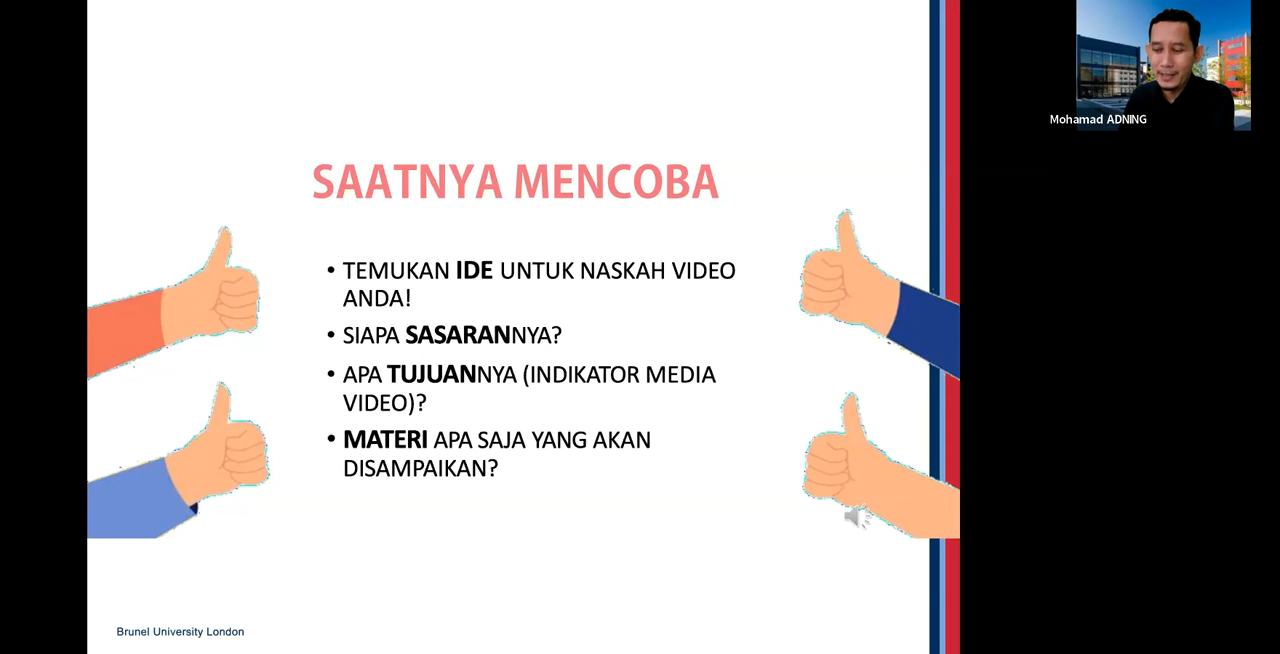 SAATNYA MENCOBA
• TEMUKAN IDE UNTUK NASKAH VIDEO
ANDA!
• SIAPA SASARANNYA?
• APA TUJUANNYA (INDIKATOR MEDIA
VIDEO)?
• MATERI APA SAJA YANG AKAN
DISAMPAIKAN?
Brunel University London
Mohamad ADNING